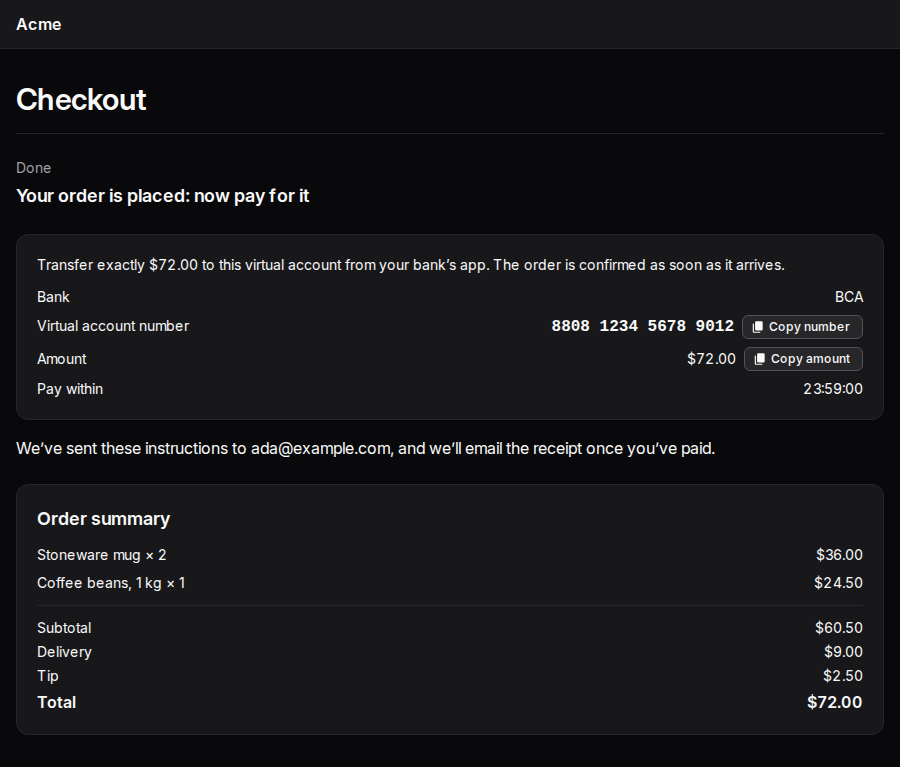 Acme
Checkout
Done
Your order is placed: now pay for it
Transfer exactly $72.00 to this virtual account from your bank’s app. The order is confirmed as soon as it arrives.
Bank BCA
Virtual account number 8808 1234 5678 9012 Copy number
Amount $72.00 Copy amount
Pay within 23:59:00
We’ve sent these instructions to ada@example.com, and we’ll email the receipt once you’ve paid.
Order summary
Stoneware mug × 2 $36.00
Coffee beans, 1 kg × 1 $24.50
Subtotal $60.50
Delivery $9.00
Tip $2.50
Total $72.00